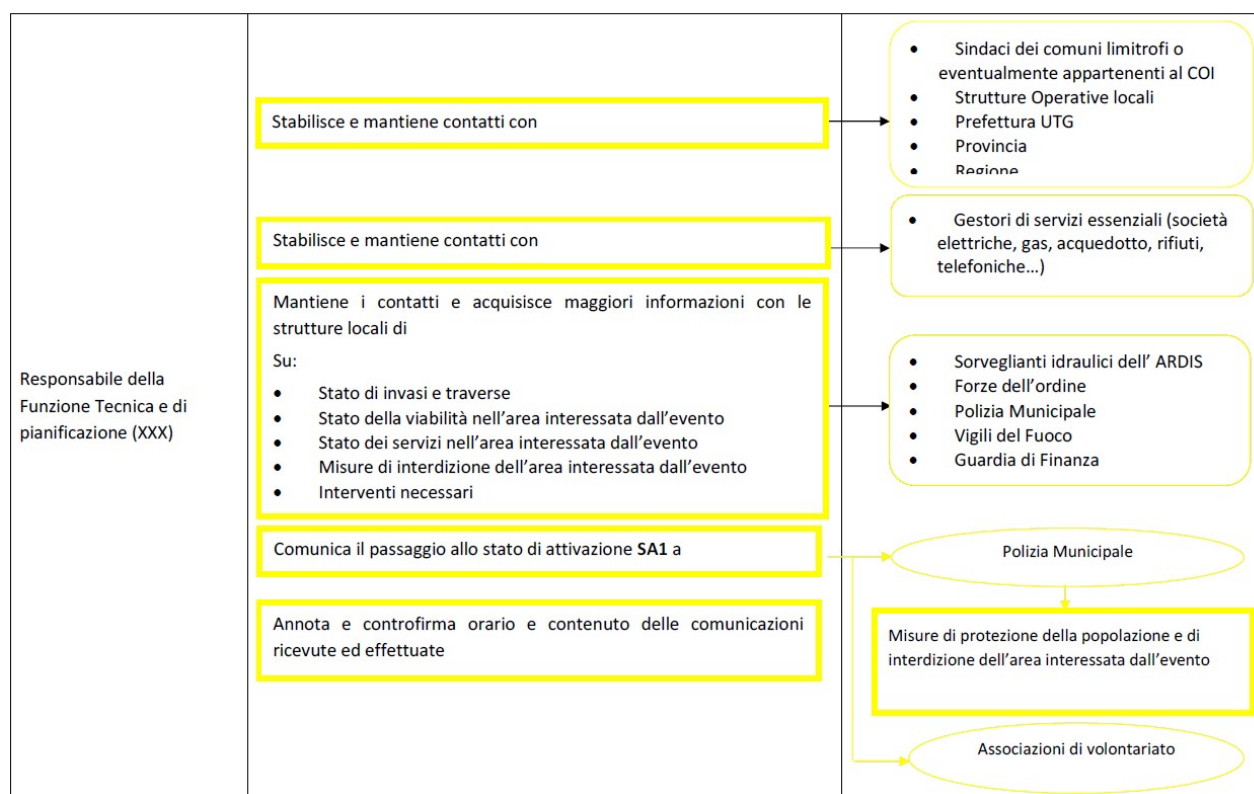 Responsabile della
Funzione Tecnica e di
pianificazione (XXX)
Stabilisce e mantiene contatti con
• Sindaci dei comuni limitrofi o
eventualmente appartenenti al COI
• Strutture Operative locali
• Prefettura UTG
• Provincia
• Regione
Stabilisce e mantiene contatti con
• Gestori di servizi essenziali (società
elettriche, gas, acquedotto, rifiuti,
telefoniche…)
Mantiene i contatti e acquisisce maggiori informazioni con le
strutture locali di
Su:
• Stato di invasi e traverse
• Stato della viabilità nell’area interessata dall’evento
• Stato dei servizi nell’area interessata dall’evento
• Misure di interdizione dell’area interessata dall’evento
• Interventi necessari
• Sorveglianti idraulici dell’ ARDIS
• Forze dell’ordine
• Polizia Municipale
• Vigili del Fuoco
• Guardia di Finanza
Comunica il passaggio allo stato di attivazione SA1 a
Polizia Municipale
Misure di protezione della popolazione e di
interdizione dell’area interessata dall’evento
Associazioni di volontariato
Annota e controfirma orario e contenuto delle comunicazioni
ricevute ed effettuate